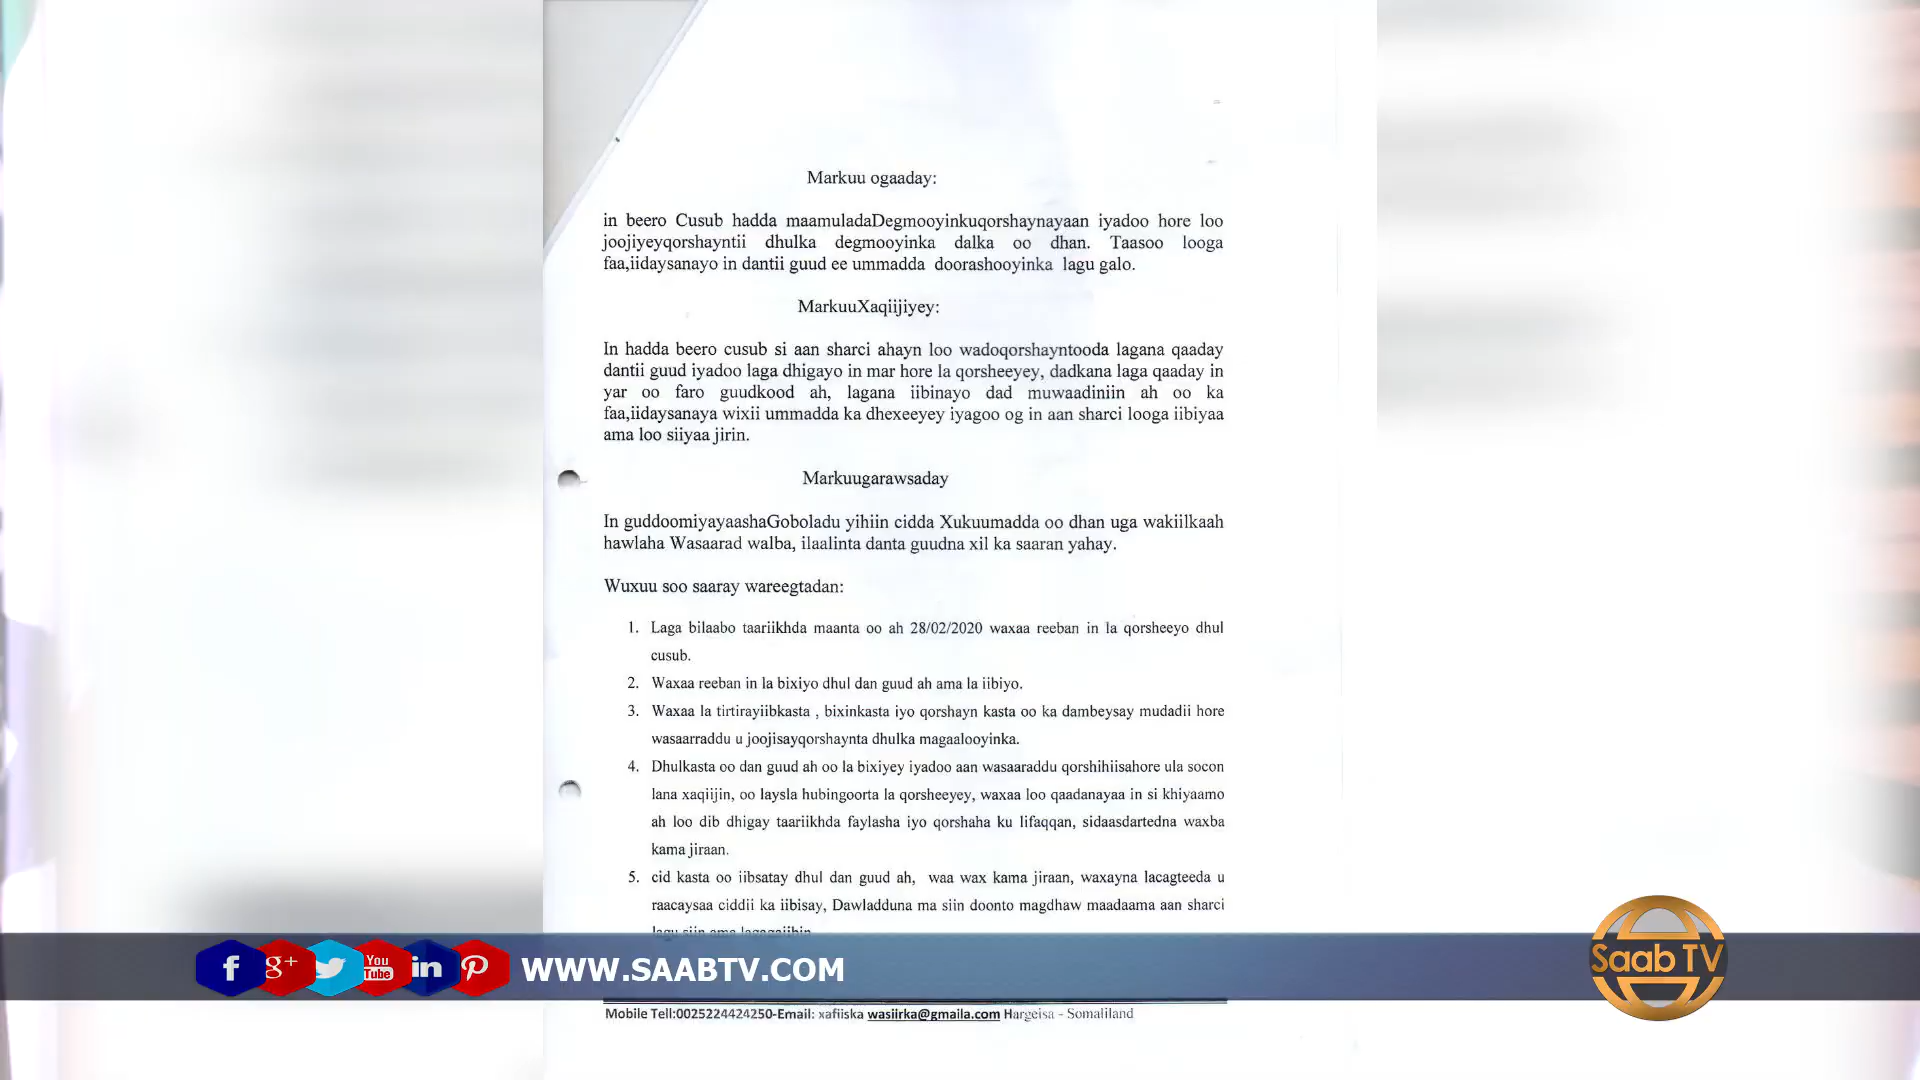 Markuu ogaaday:
in beero Cusub hadda maamuladaDegmooyinkuqorshaynayaan iyadoo hore loo
joojiyeyqorshayntii dhulka degmooyinka dalka oo dhan. Taasoo looga
faa,iidaysanayo in dantii guud ee ummadda doorashooyinka lagu galo.
MarkuuXaqiijiyey:
In hadda beero cusub si aan sharci ahayn loo wadoqorshayntooda lagana qaaday
dantii guud iyadoo laga dhigayo in mar hore la qorsheeyey, dadkana laga qaaday in
yar oo faro guudkood ah, lagana iibinayo dad muwaadiniin ah oo ka
faa,iidaysanaya wixii ummadda ka dhexeeyey iyagoo og in aan sharci looga iibiyaa
ama loo siiyaa jirin.
Markuugarawsaday
In guddoomiyayaashaGoboladu yihiin cidda Xukuumadda oo dhan uga wakiilkaah
hawlaha Wasaarad walba, ilaalinta danta guudna xil ka saaran yahay.
Wuxuu soo saaray wareegtadan:
1. Laga bilaabo taariikhda maanta oo ah 28/02/2020 waxaa reeban in la qorsheeyo dhul
cusub.
2. Waxaa reeban in la bixiyo dhul dan guud ah ama la iibiyo.
3. Waxaa la tirtirayiibkasta , bixinkasta iyo qorshayn kasta oo ka dambeysay mudadii hore
wasaarraddu u joojisayqorshaynta dhulka magaalooyinka.
4. Dhulkasta oo dan guud ah oo la bixiyey iyadoo aan wasaaraddu qorshihiisahore ula socon
lana xaqiijin, oo laysla hubingoorta la qorsheeyey, waxaa loo qaadanayaa in si khiyaamo
ah loo dib dhigay taariikhda faylasha iyo qorshaha ku lifaqqan, sidaasdartedna waxba
kama jiraan.
5. cid kasta oo iibsatay dhul dan guud ah, waa wax kama jiraan, waxayna lacagteeda u
raacaysaa ciddii ka iibisay, Dawladduna ma siin doonto magdhaw maadaama aan sharci
f g+ You Tube in
WWW.SAABTV.COM
Saab TV
Mobile Tell:0025224424250-Email: xafiiska wasiirka@gmaila.com Hargeisa – Somaliland